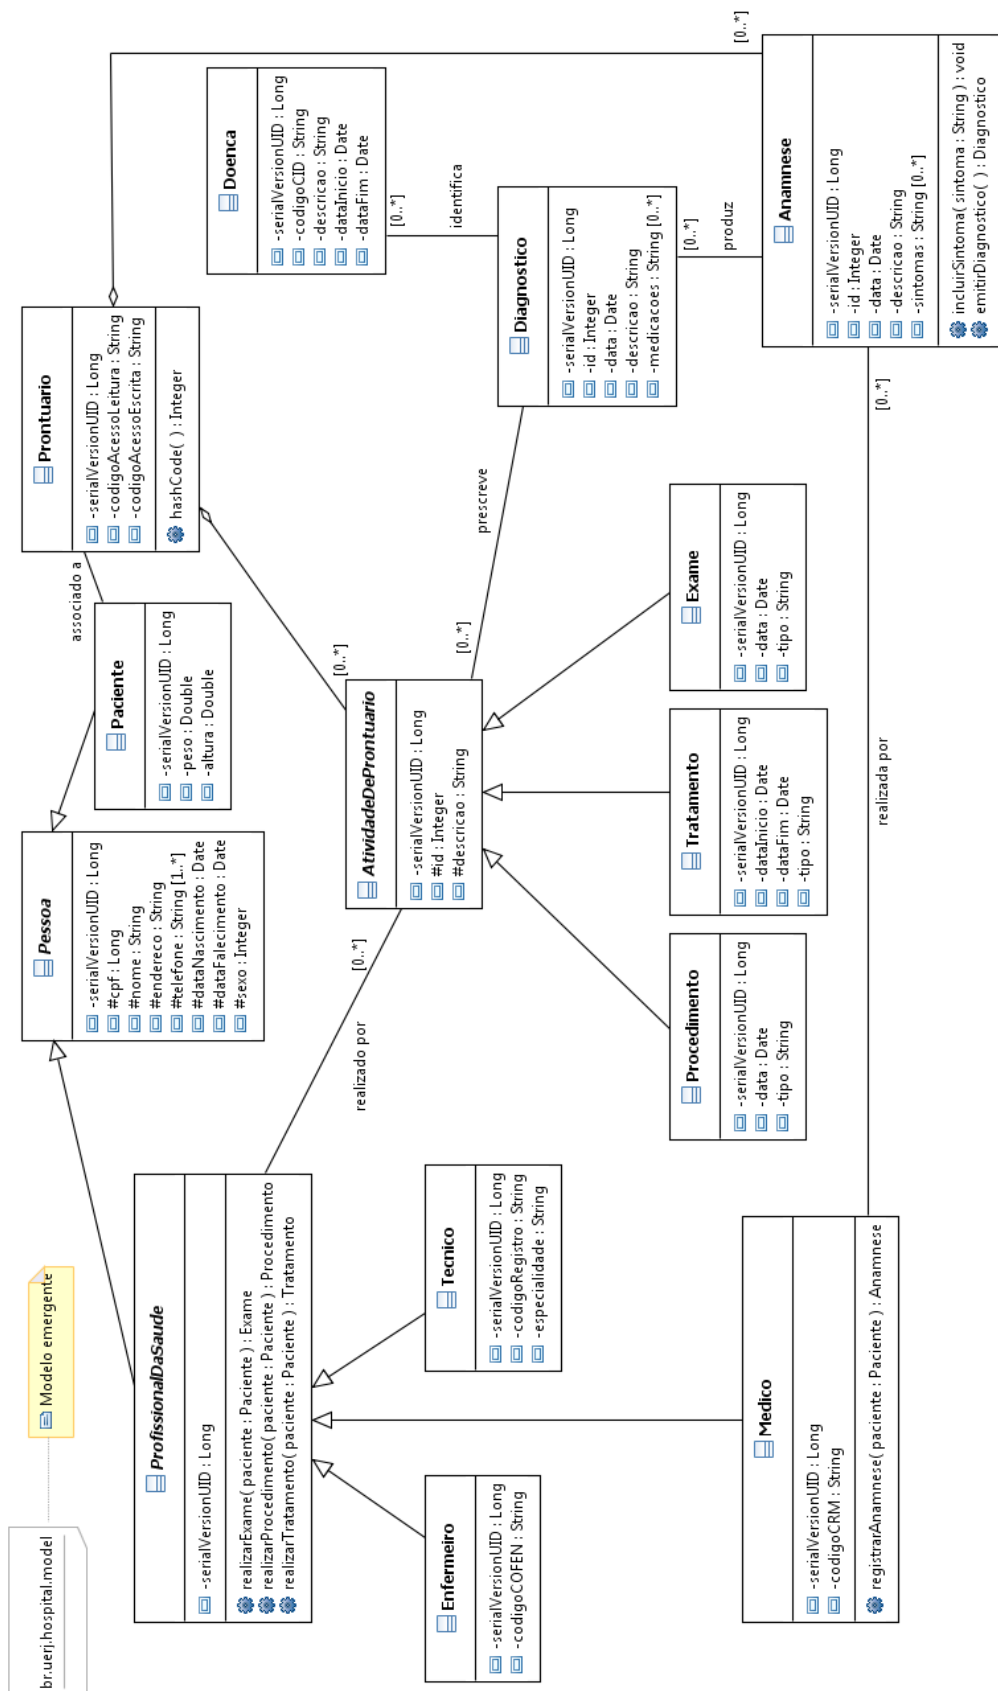 br.uerj.hospital.model
Modelo emergente
Pessoa
-serialVersionUID : Long
#cpf : Long
#nome : String
#endereco : String
#telefone : String [1..*]
#dataNascimento : Date
#dataFalecimento : Date
#sexo : Integer
Paciente
-serialVersionUID : Long
-peso : Double
-altura : Double
associado a
Prontuario
-serialVersionUID : Long
-codigoAcessoLeitura : String
-codigoAcessoEscrita : String
hashCode( ) : Integer
ProfissionalDaSaude
-serialVersionUID : Long
realizarExame( paciente : Paciente ) : Exame
realizarProcedimento( paciente : Paciente ) : Procedimento
realizarTratamento( paciente : Paciente ) : Tratamento
realizado por
[0..*]
AtividadeDeProntuario
-serialVersionUID : Long
#id : Integer
#descricao : String
[0..*]
[0..*]
prescreve
Doenca
-serialVersionUID : Long
-codigoCID : String
-descricao : String
-dataInicio : Date
-dataFim : Date
[0..*]
identifica
Enfermeiro
-serialVersionUID : Long
-codigoCOFEN : String
Tecnico
-serialVersionUID : Long
-codigoRegistro : String
-especialidade : String
Diagnostico
-serialVersionUID : Long
-id : Integer
-data : Date
-descricao : String
-medicacoes : String [0..*]
[0..*]
produz
Procedimento
-serialVersionUID : Long
-data : Date
-tipo : String
Tratamento
-serialVersionUID : Long
-dataInicio : Date
-dataFim : Date
-tipo : String
Exame
-serialVersionUID : Long
-data : Date
-tipo : String
Medico
-serialVersionUID : Long
-codigoCRM : String
registrarAnamnese( paciente : Paciente ) : Anamnese
realizada por
[0..*]
[0..*]
Anamnese
-serialVersionUID : Long
-id : Integer
-data : Date
-descricao : String
-sintomas : String [0..*]
incluirSintoma( sintoma : String ) : void
emitirDiagnostico( ) : Diagnostico